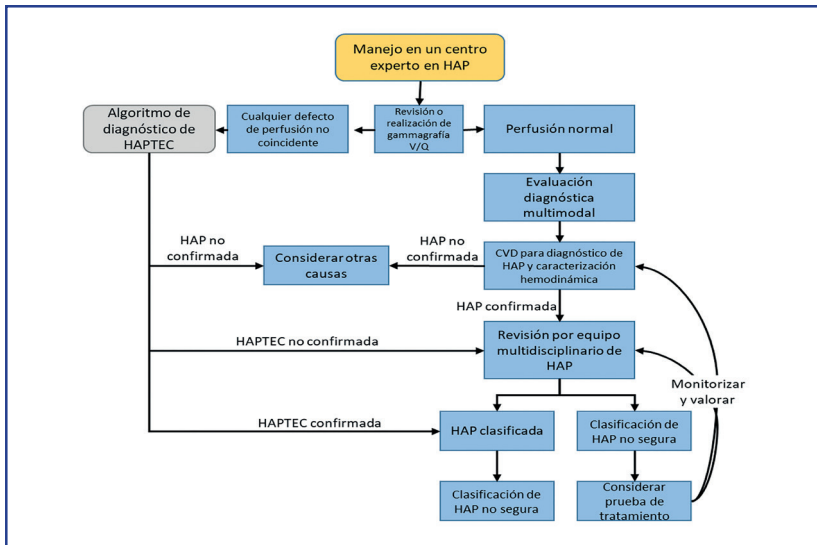 Manejo en un centro
experto en HAP
Algoritmo de
diagnóstico de
HAPTEC
Cualquier defecto
de perfusión no
coincidente
Revisión o
realización de
gammagrafía
V/Q
Perfusión normal
Evaluación
diagnóstica
multimodal
HAP no
confirmada
Considerar otras
causas
HAP no
confirmada
CVD para diagnóstico de
HAP y caracterización
hemodinámica
HAP confirmada
HAPTEC no confirmada
Revisión por equipo
multidisciplinario de
HAP
Monitorizar
y valorar
HAPTEC confirmada
HAP clasificada
Clasificación de
HAP no segura
Clasificación de
HAP no segura
Considerar
prueba de
tratamiento